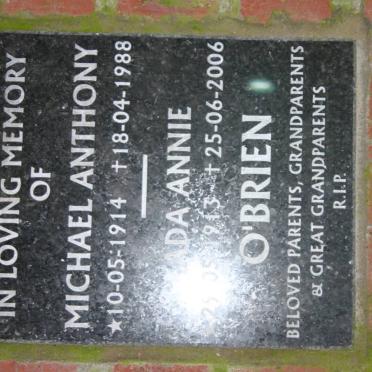 IN LOVING MEMORY
OF
MICHAEL ANTHONY
★10-05-1914 †18-04-1988
ANNIE
†25-06-2006
O'BRIEN
BELOVED PARENTS, GRANDPARENTS
& GREAT GRANDPARENTS
R.I.P.